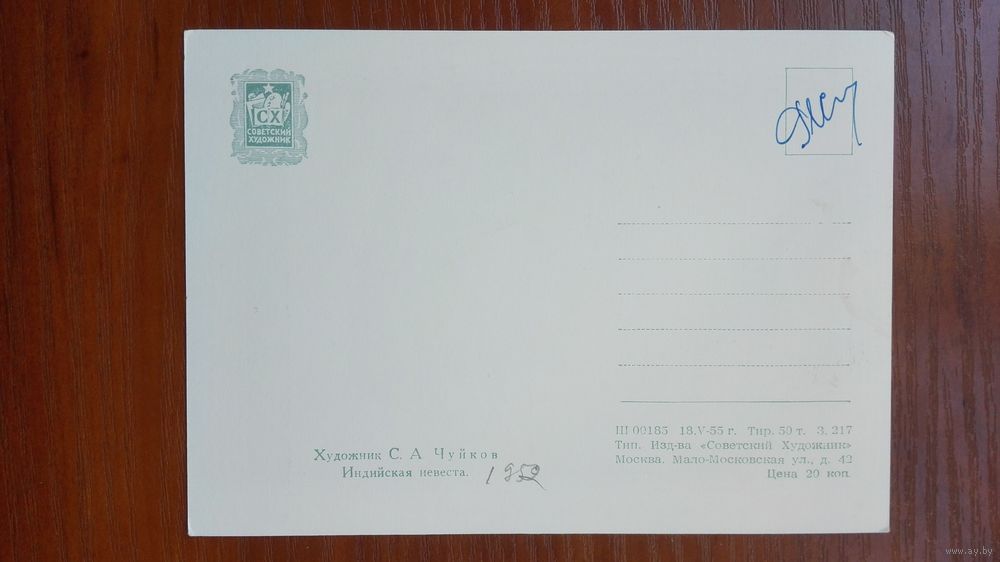 СХ
СОВЕТСКИЙ
ХУДОЖНИК
Художник С. А Чуйков
Индийская невеста.
1952
Ш 00185 18.V-55 г. Тир. 50 т. З. 217
Тип. Изд-ва «Советский Художник»
Москва. Мало-Московская ул., д. 42
Цена 20 коп.
www.ay.by